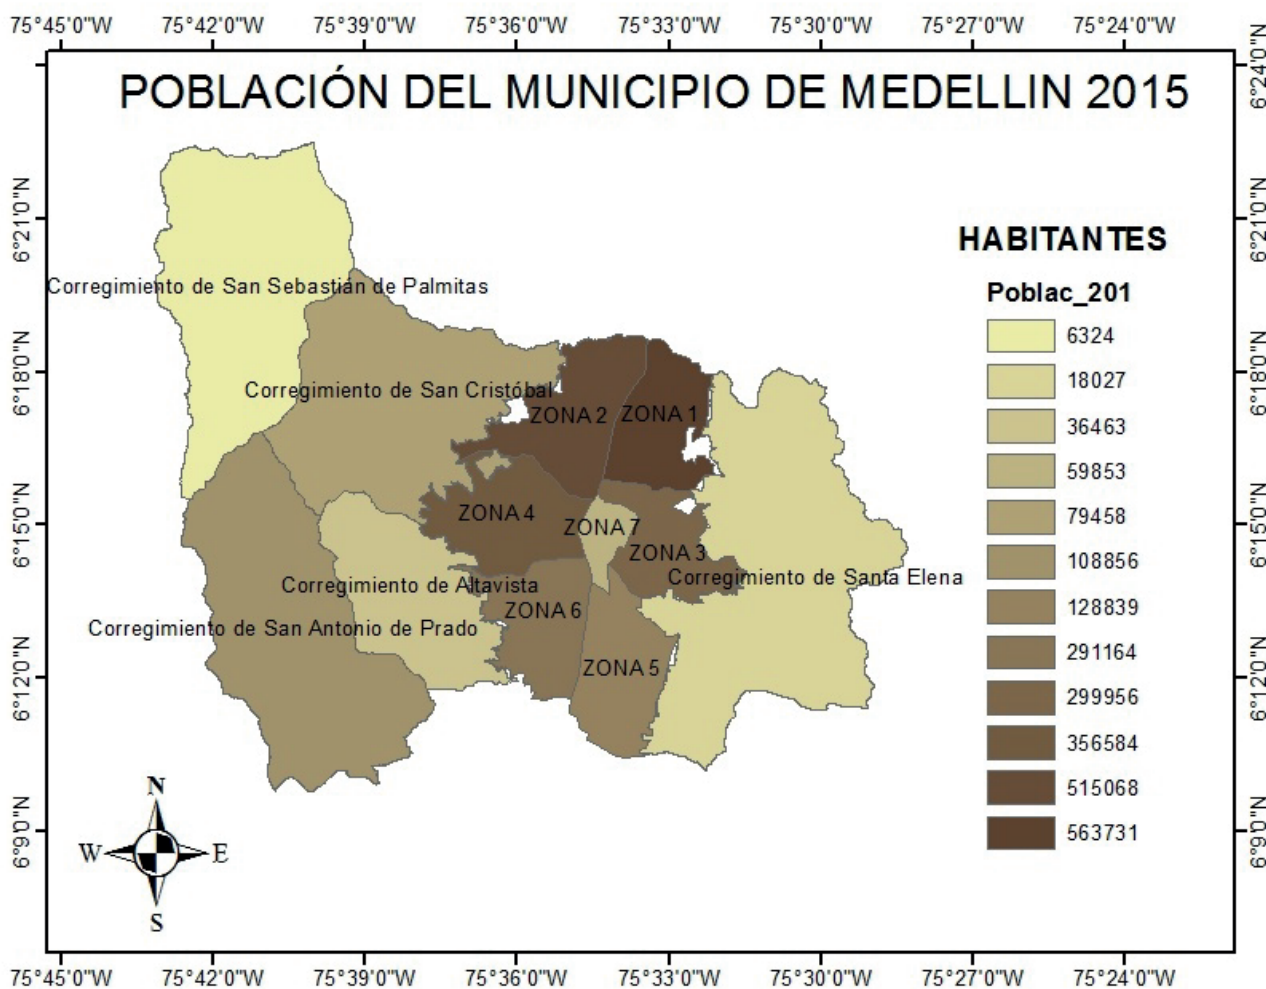 75°45'0"W 75°42'0"W 75°39'0"W 75°36'0"W 75°33'0"W 75°30'0"W 75°27'0"W 75°24'0"W
6°24'0"N
POBLACIÓN DEL MUNICIPIO DE MEDELLIN 2015
6°21'0"N 6°21'0"N
HABITANTES
Corregimiento de San Sebastián de Palmitas
Poblac_201
6324
6°18'0"N 6°18'0"N
18027
Corregimiento de San Cristóbal
ZONA 2 ZONA 1
36463
59853
ZONA 4
79458
6°15'0"N 6°15'0"N
ZONA 7
ZONA 3
108856
Corregimiento de Altavista
Corregimiento de Santa Elena
ZONA 6
128839
Corregimiento de San Antonio de Prado
291164
ZONA 5
6°12'0"N 6°12'0"N
299956
356584
515068
N
563731
6°9'0"N 6°9'0"N
W E
S
75°45'0"W 75°42'0"W 75°39'0"W 75°36'0"W 75°33'0"W 75°30'0"W 75°27'0"W 75°24'0"W